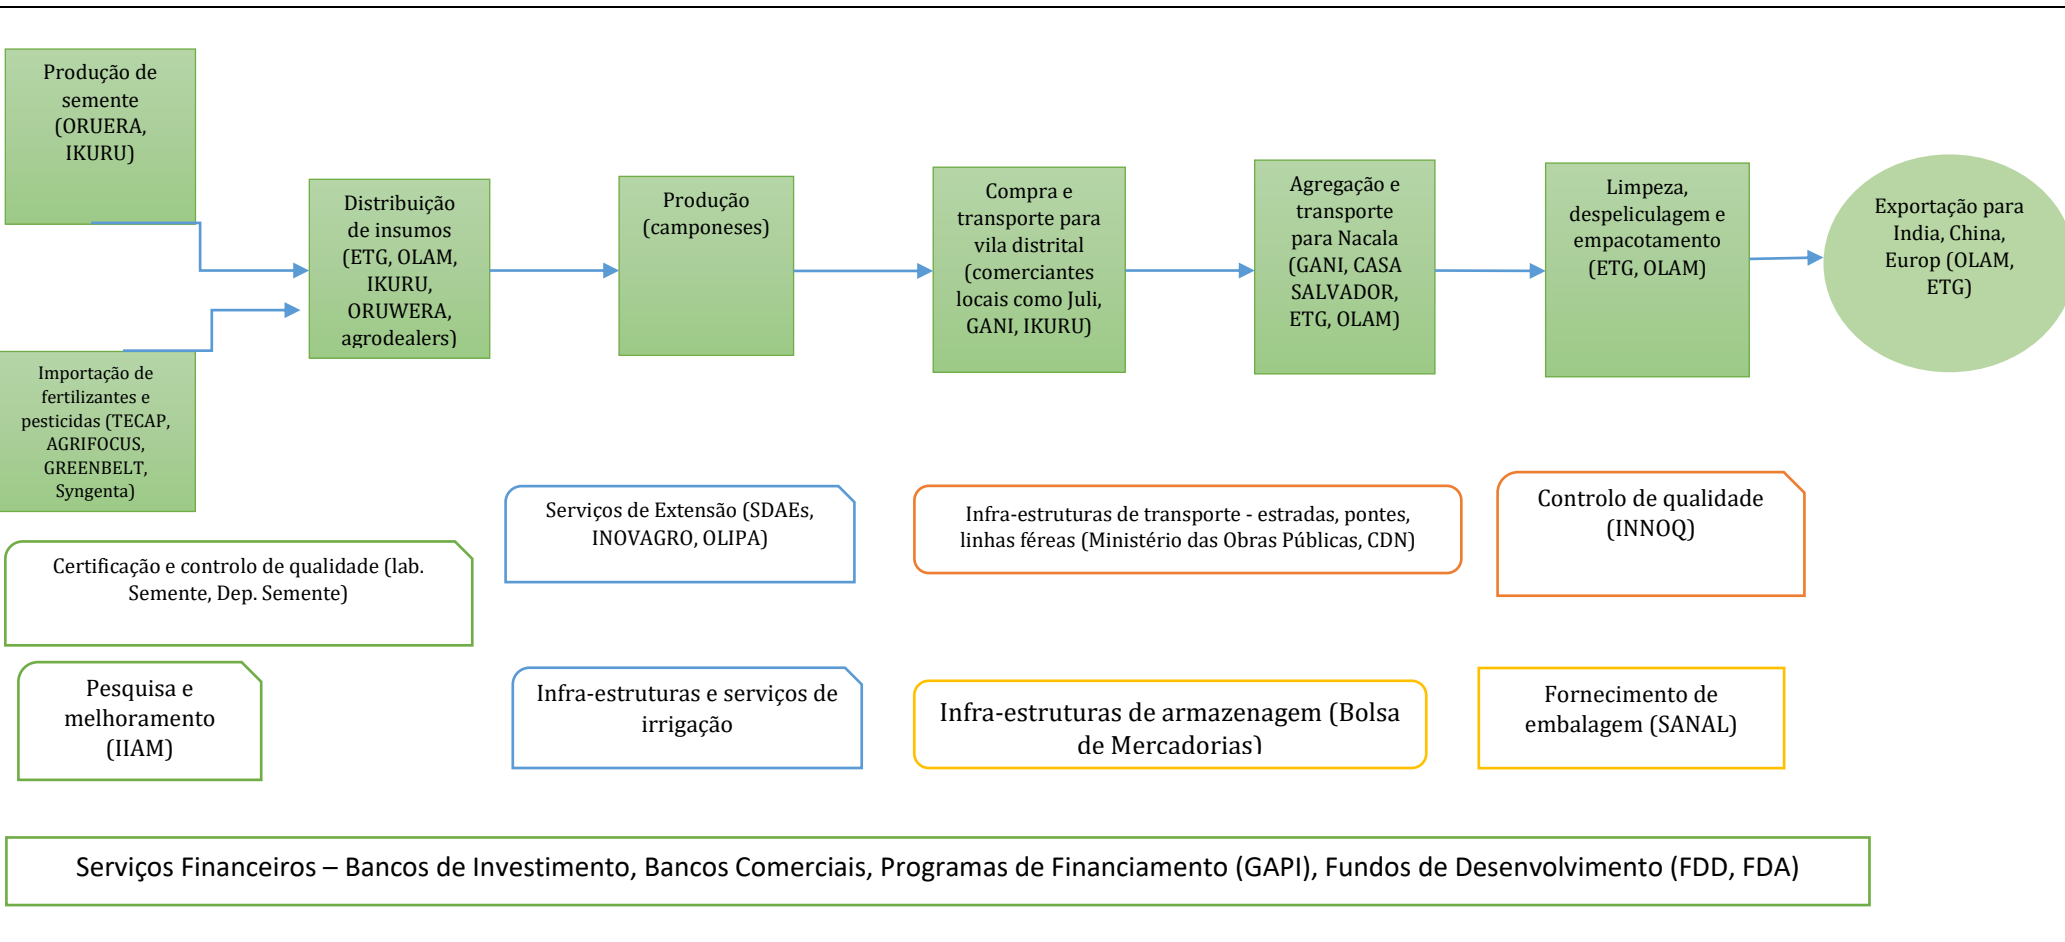 Produção de
semente
(ORUERA,
IKURU)
Importação de
fertilizantes e
pesticidas (TECAP,
AGRIFOCUS,
GREENBELT,
Syngenta)
Distribuição
de insumos
(ETG, OLAM,
IKURU,
ORUWERA,
agrodealers)
Produção
(camponeses)
Compra e
transporte para
vila distrital
(comerciantes
locais como Juli,
GANI, IKURU)
Agregação e
transporte
para Nacala
(GANI, CASA
SALVADOR,
ETG, OLAM)
Limpeza,
despeliculagem e
empacotamento
(ETG, OLAM)
Exportação para
India, China,
Europ (OLAM,
ETG)
Certificação e controlo de qualidade (lab.
Semente, Dep. Semente)
Serviços de Extensão (SDAEs,
INOVAGRO, OLIPA)
Infra-estruturas de transporte - estradas, pontes,
linhas féreas (Ministério das Obras Públicas, CDN)
Controlo de qualidade
(INNOQ)
Pesquisa e
melhoramento
(IIAM)
Infra-estruturas e serviços de
irrigação
Infra-estruturas de armazenagem (Bolsa
de Mercadorias)
Fornecimento de
embalagem (SANAL)
Serviços Financeiros – Bancos de Investimento, Bancos Comerciais, Programas de Financiamento (GAPI), Fundos de Desenvolvimento (FDD, FDA)